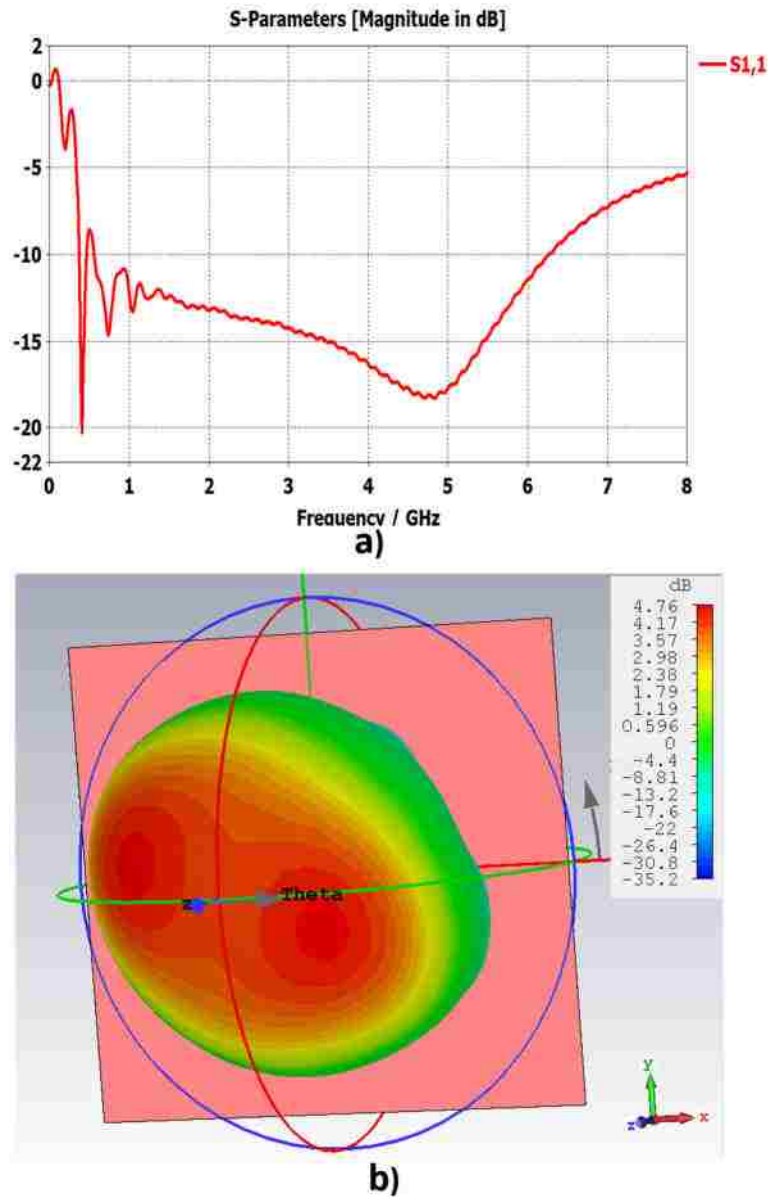 S-Parameters [Magnitude in dB]
2
0
-5
-10
-15
-20
-22
0 1 2 3 4 5 6 7 8
Frequency / GHz
S1,1
a)
dB
4.76
4.17
3.57
2.98
2.38
1.79
1.19
0.596
0
-4.4
-8.81
-13.2
-17.6
-22
-26.4
-30.8
-35.2
z
Theta
y
x
z
b)